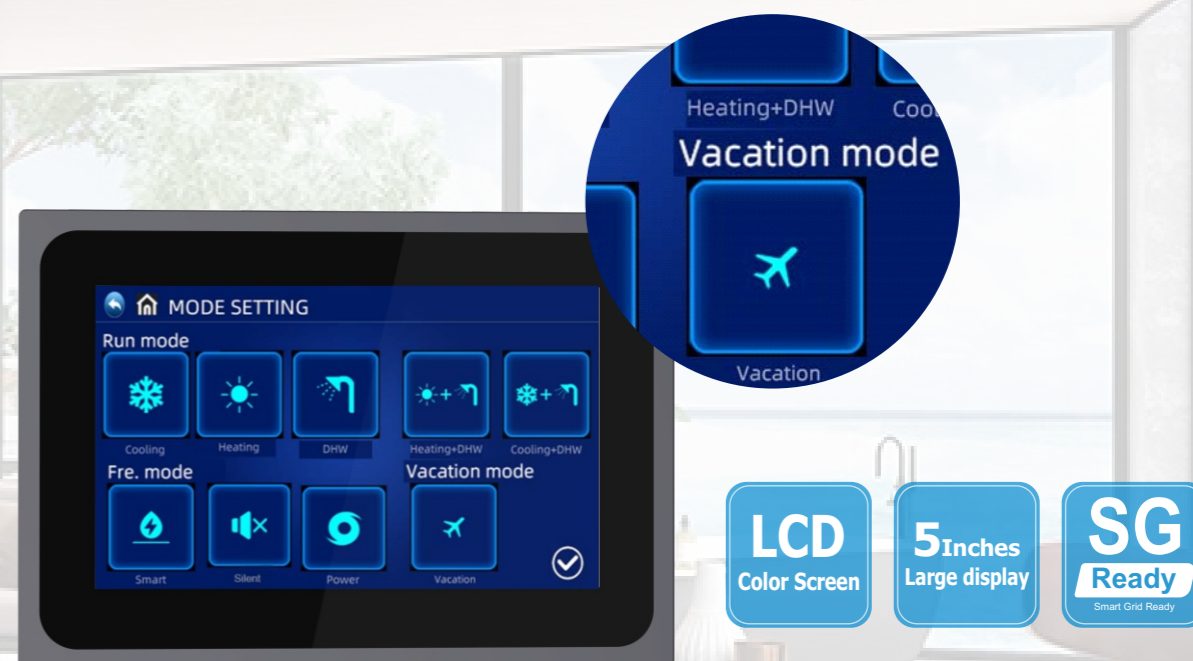 MODE SETTING
Run mode
Cooling
Heating
DHW
Heating+DHW
Cooling+DHW
Fre. mode
Vacation mode
Smart
Silent
Power
Vacation
Heating+DHW
Vacation mode
Vacation
LCD
Color Screen
5Inches
Large display
SG
Ready
Smart Grid Ready